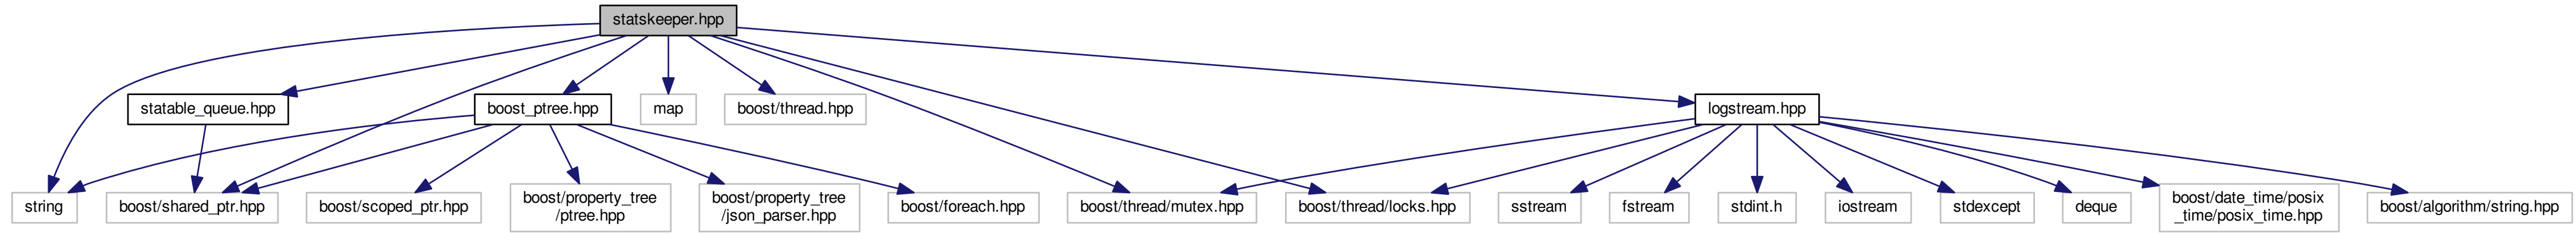 statskeeper.hpp
statable_queue.hpp
boost_ptree.hpp
map
boost/thread.hpp
logstream.hpp
string
boost/shared_ptr.hpp
boost/scoped_ptr.hpp
boost/property_tree
/ptree.hpp
boost/property_tree
/json_parser.hpp
boost/foreach.hpp
boost/thread/mutex.hpp
boost/thread/locks.hpp
sstream
fstream
stdint.h
iostream
stdexcept
deque
boost/date_time/posix
_time/posix_time.hpp
boost/algorithm/string.hpp